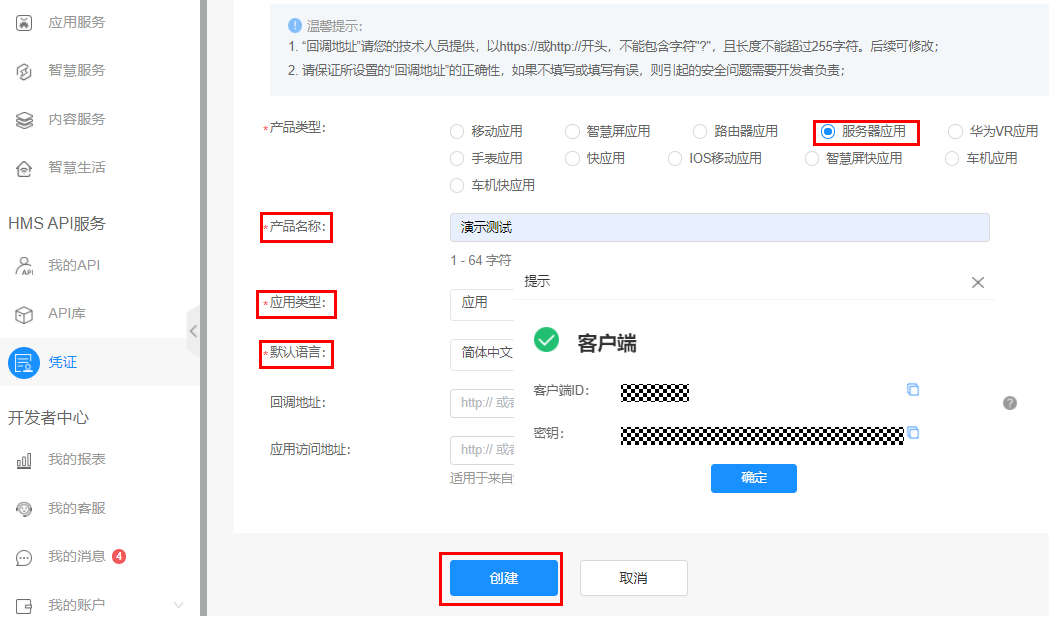 应用服务
智慧服务
内容服务
智慧生活
HMS API服务
我的API
API库
凭证
开发者中心
我的报表
我的客服
我的消息 4
我的账户
温馨提示：
1. “回调地址”请您的技术人员提供，以https://或http://开头，不能包含字符"?"，且长度不能超过255字符。后续可修改；
2. 请保证所设置的“回调地址”的正确性，如果不填写或填写有误，则引起的安全问题需要开发者负责；
*产品类型：
移动应用 智慧屏应用 路由器应用 服务器应用 华为VR应用
手表应用 快应用 IOS移动应用 智慧屏快应用 车机应用
车机快应用
*产品名称： 演示测试
1 - 64 字符
*应用类型： 应用
*默认语言： 简体中文
回调地址： http:// 或
应用访问地址： http:// 或
适用于来自
提示
客户端
客户端ID：
密钥：
确定
创建 取消